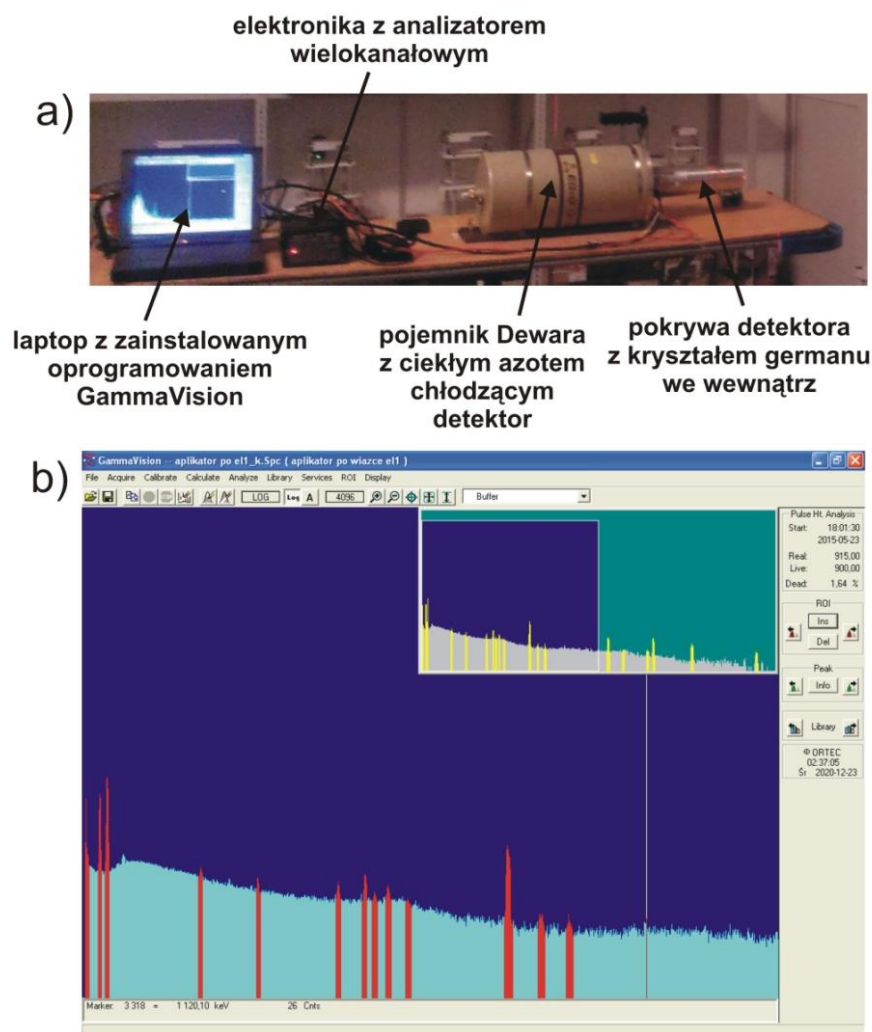 elektronika z analizatorem
wielokanałowym
a)
laptop z zainstalowanym
oprogramowaniem
GammaVision
pojemnik Dewara
z ciekłym azotem
chłodzącym
detektor
pokrywa detektora
z kryształem germanu
we wewnątrz
b)
GammaVision -- aplikator po el1_k.Spc ( aplikator po wiazce el1 )
File Acquire Calibrate Calculate Analyze Library Services ROI Display
LOG Log A 4096 Buffer
Pulse Ht. Analysis
Start: 18:01:30
2015-05-23
Real: 915,00
Live: 900,00
Dead: 1,64 %
ROI
Ins
Del
Peak
Info
Library
© ORTEC
02:37:05
Śr 2020-12-23
Marker: 3 318 = 1 120,10 keV 26 Cnts